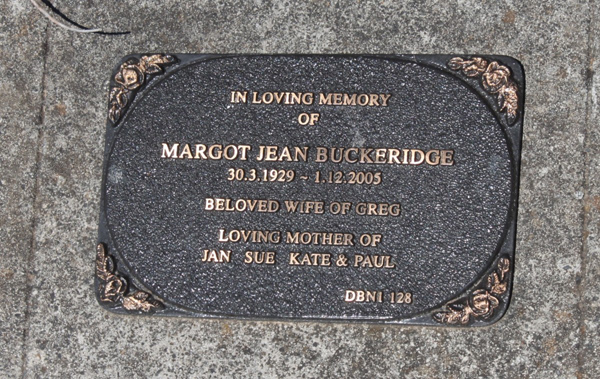 IN LOVING MEMORY
OF
MARGOT JEAN BUCKERIDGE
30.3.1929 ~ 1.12.2005
BELOVED WIFE OF GREG
LOVING MOTHER OF
JAN SUE KATE & PAUL
DBN1 128